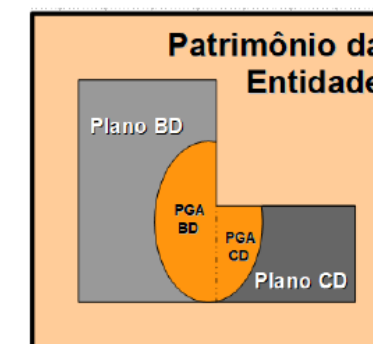 Patrimônio da
Entidade
Plano BD
PGA
BD
PGA
CD
Plano CD